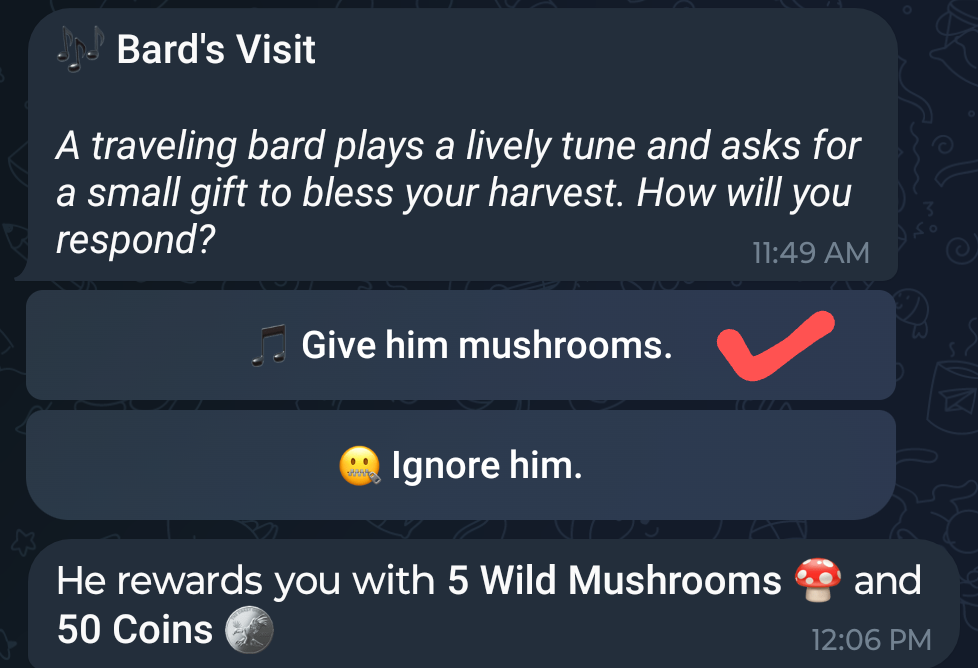 🎶 Bard's Visit
A traveling bard plays a lively tune and asks for
a small gift to bless your harvest. How will you
respond?
11:49 AM
🎵 Give him mushrooms.
🤐 Ignore him.
He rewards you with 5 Wild Mushrooms 🍄 and
50 Coins 🪙
12:06 PM